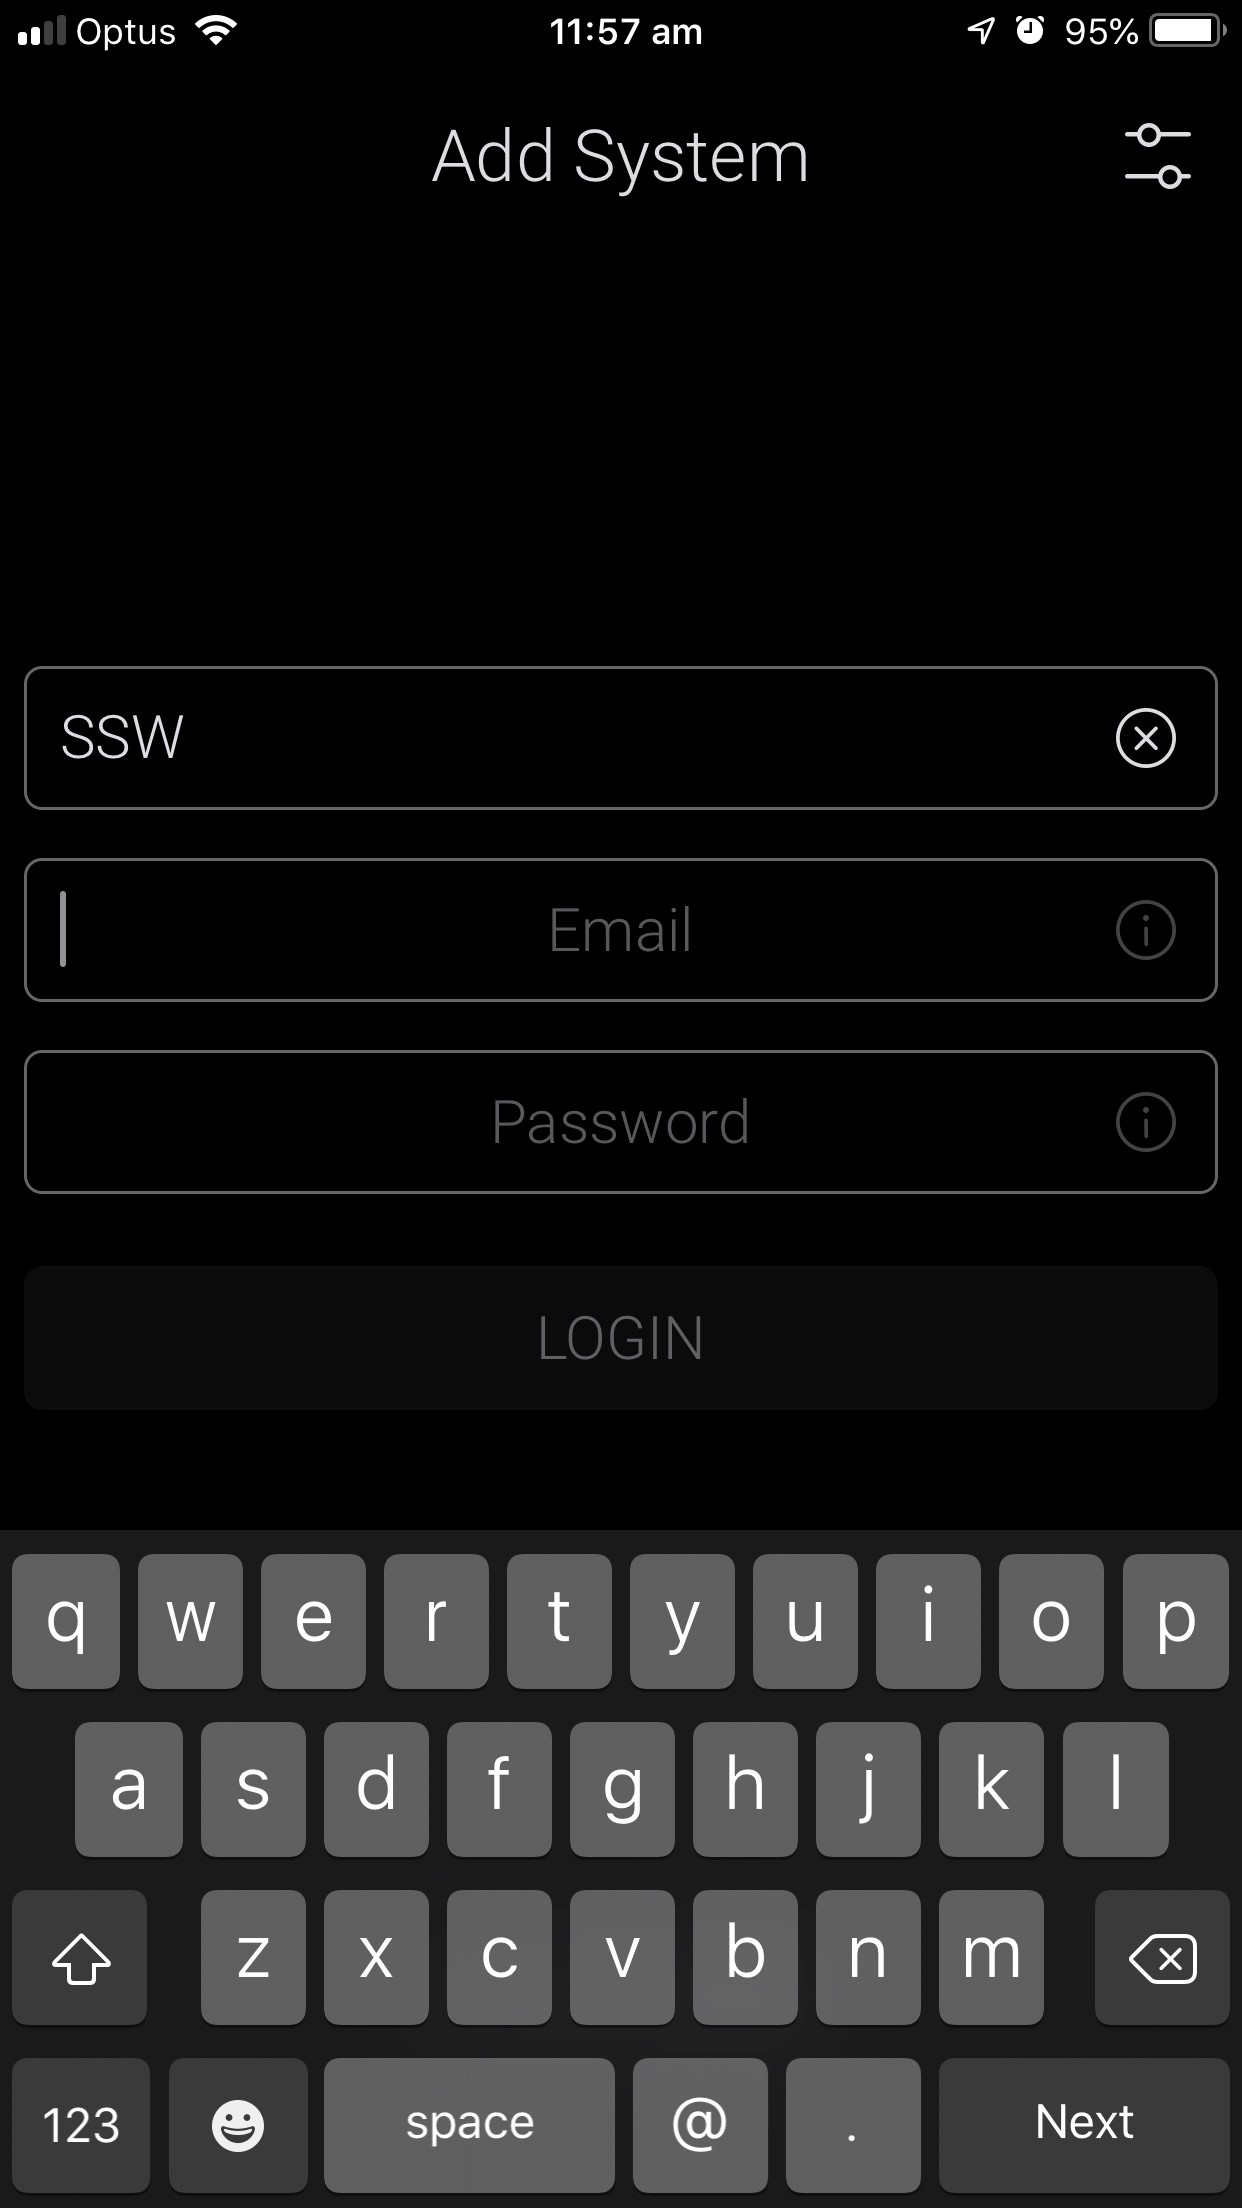 Optus 11:57 am 95%
Add System
SSW
Email
Password
LOGIN
q w e r t y u i o p
a s d f g h j k l
z x c v b n m
123 space @ . Next